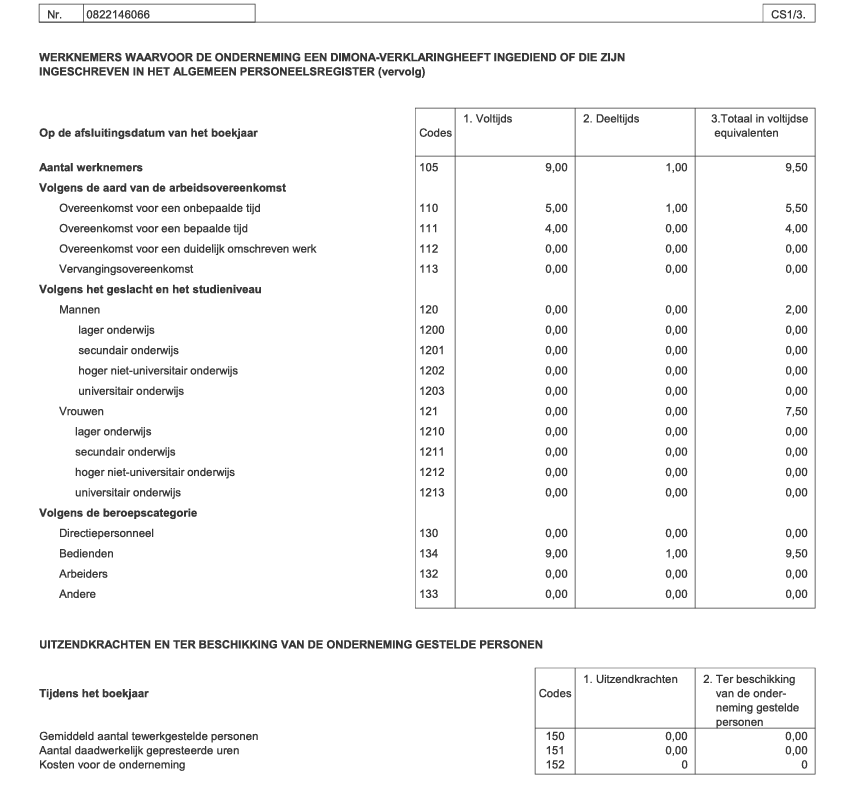 Nr. 0822146066 CS1/3.
WERKNEMERS WAARVOOR DE ONDERNEMING EEN DIMONA-VERKLARINGHEEFT INGEDIEND OF DIE ZIJN
INGESCHREVEN IN HET ALGEMEEN PERSONEELSREGISTER (vervolg)
Op de afsluitingsdatum van het boekjaar Codes 1. Voltijds 2. Deeltijds 3.Totaal in voltijdse
equivalenten
Aantal werknemers 105 9,00 1,00 9,50
Volgens de aard van de arbeidsovereenkomst
Overeenkomst voor een onbepaalde tijd 110 5,00 1,00 5,50
Overeenkomst voor een bepaalde tijd 111 4,00 0,00 4,00
Overeenkomst voor een duidelijk omschreven werk 112 0,00 0,00 0,00
Vervangingsovereenkomst 113 0,00 0,00 0,00
Volgens het geslacht en het studieniveau
Mannen 120 0,00 0,00 2,00
lager onderwijs 1200 0,00 0,00 0,00
secundair onderwijs 1201 0,00 0,00 0,00
hoger niet-universitair onderwijs 1202 0,00 0,00 0,00
universitair onderwijs 1203 0,00 0,00 0,00
Vrouwen 121 0,00 0,00 7,50
lager onderwijs 1210 0,00 0,00 0,00
secundair onderwijs 1211 0,00 0,00 0,00
hoger niet-universitair onderwijs 1212 0,00 0,00 0,00
universitair onderwijs 1213 0,00 0,00 0,00
Volgens de beroepscategorie
Directiepersonneel 130 0,00 0,00 0,00
Bedienden 134 9,00 1,00 9,50
Arbeiders 132 0,00 0,00 0,00
Andere 133 0,00 0,00 0,00
UITZENDKRACHTEN EN TER BESCHIKKING VAN DE ONDERNEMING GESTELDE PERSONEN
Tijdens het boekjaar Codes 1. Uitzendkrachten 2. Ter beschikking
van de onder-
neming gestelde
personen
Gemiddeld aantal tewerkgestelde personen 150 0,00 0,00
Aantal daadwerkelijk gepresteerde uren 151 0,00 0,00
Kosten voor de onderneming 152 0 0